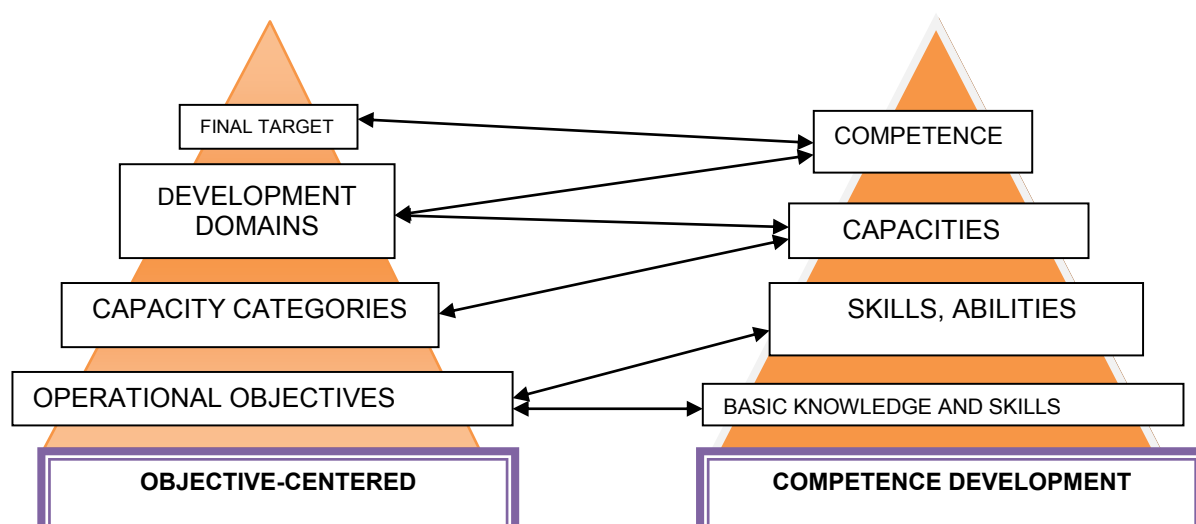 FINAL TARGET
DEVELOPMENT
DOMAINS
CAPACITY CATEGORIES
OPERATIONAL OBJECTIVES
OBJECTIVE-CENTERED
COMPETENCE
CAPACITIES
SKILLS, ABILITIES
BASIC KNOWLEDGE AND SKILLS
COMPETENCE DEVELOPMENT